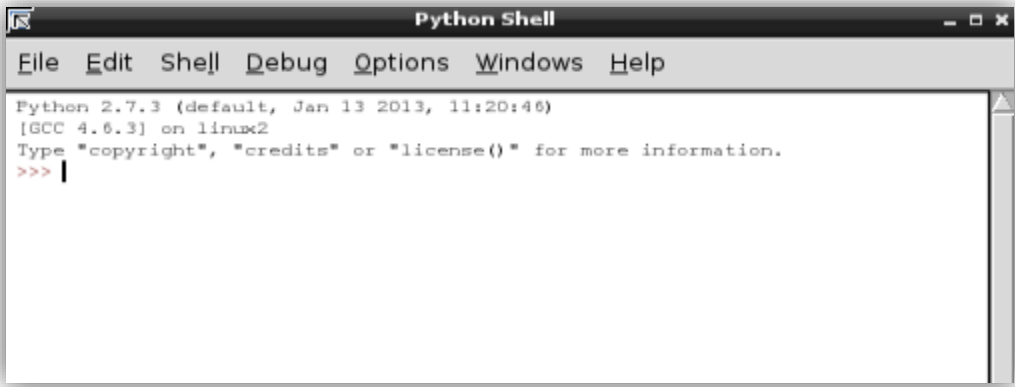 Python Shell
File Edit Shell Debug Options Windows Help
Python 2.7.3 (default, Jan 13 2013, 11:20:46)
[GCC 4.6.3] on linux2
Type "copyright", "credits" or "license()" for more information.
>>>